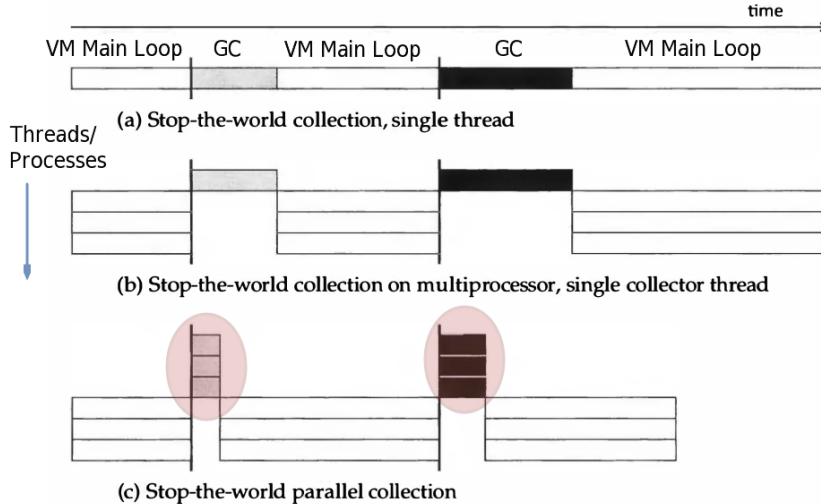 time
VM Main Loop GC VM Main Loop GC VM Main Loop
(a) Stop-the-world collection, single thread
Threads/
Processes
(b) Stop-the-world collection on multiprocessor, single collector thread
(c) Stop-the-world parallel collection